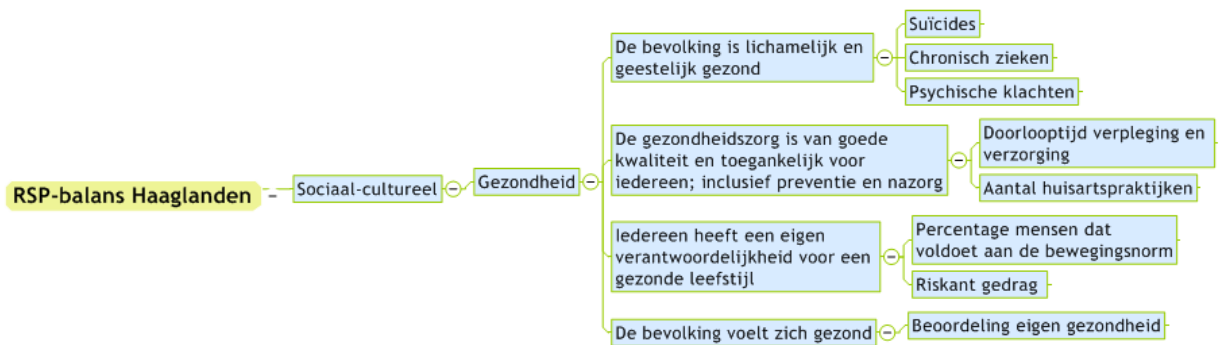 RSP-balans Haaglanden
Sociaal-cultureel
Gezondheid
De bevolking is lichamelijk en
geestelijk gezond
Suïcides
Chronisch zieken
Psychische klachten
De gezondheidszorg is van goede
kwaliteit en toegankelijk voor
iedereen; inclusief preventie en nazorg
Doorlooptijd verpleging en
verzorging
Aantal huisartspraktijken
Iedereen heeft een eigen
verantwoordelijkheid voor een
gezonde leefstijl
Percentage mensen dat
voldoet aan de bewegingsnorm
Riskant gedrag
De bevolking voelt zich gezond
Beoordeling eigen gezondheid